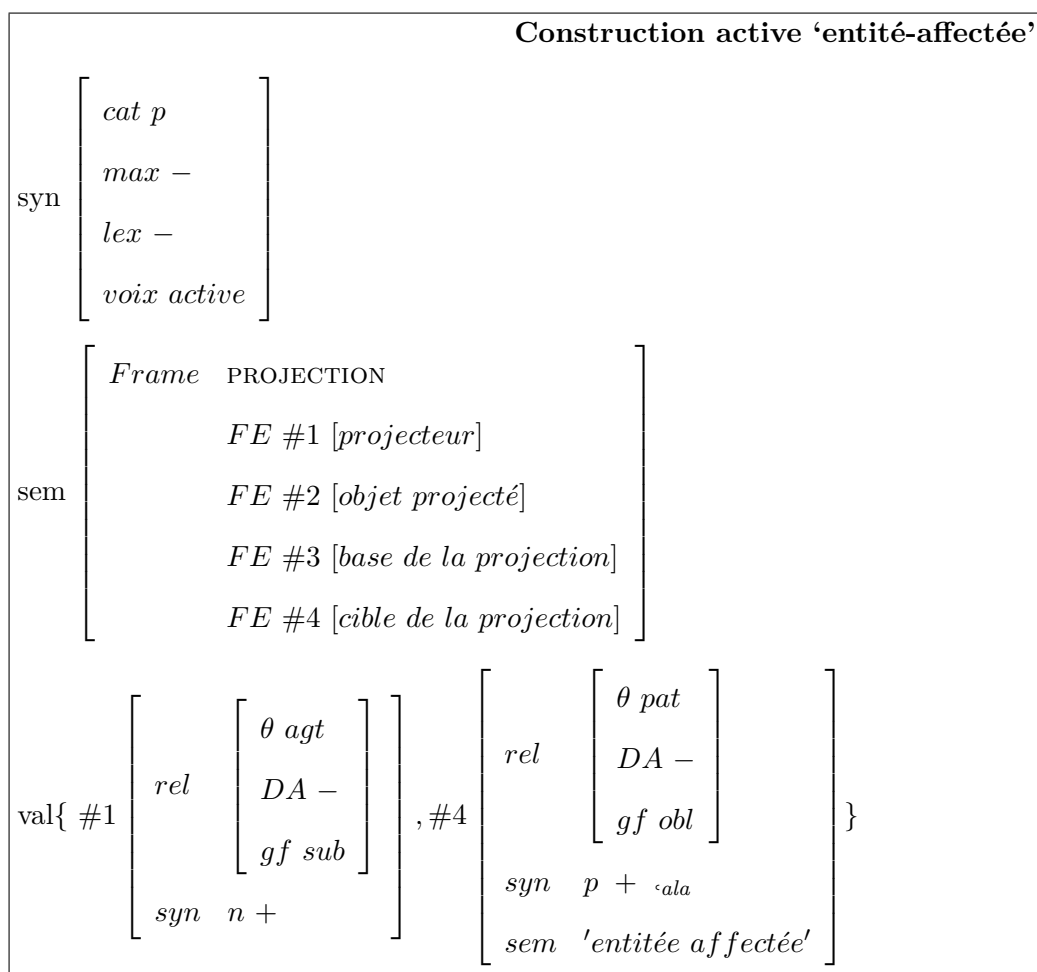 Construction active ‘entité-affectée’
syn [ cat p
max −
lex −
voix active ]
sem [ Frame PROJECTION
FE #1 [projecteur]
FE #2 [objet projecté]
FE #3 [base de la projection]
FE #4 [cible de la projection] ]
val{ #1 [ rel [ θ agt
DA −
gf sub ]
syn n + ]
, #4 [ rel [ θ pat
DA −
gf obl ]
syn p + ʿala
sem 'entitée affectée' ] }